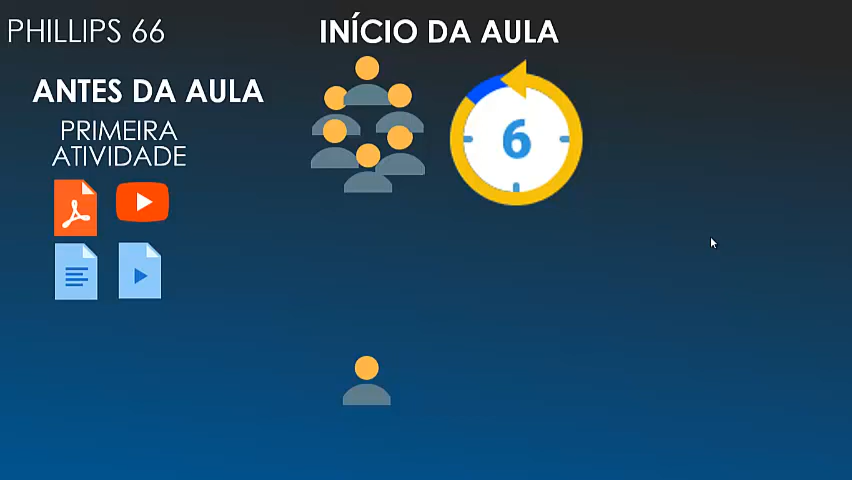 PHILLIPS 66
INÍCIO DA AULA
ANTES DA AULA
PRIMEIRA
ATIVIDADE
6